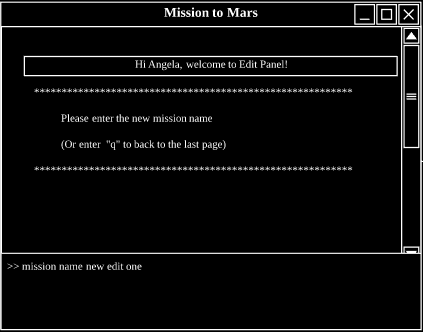 Mission to Mars
Hi Angela, welcome to Edit Panel!
************************************************************
Please enter the new mission name
(Or enter "q" to back to the last page)
************************************************************
>> mission name new edit one